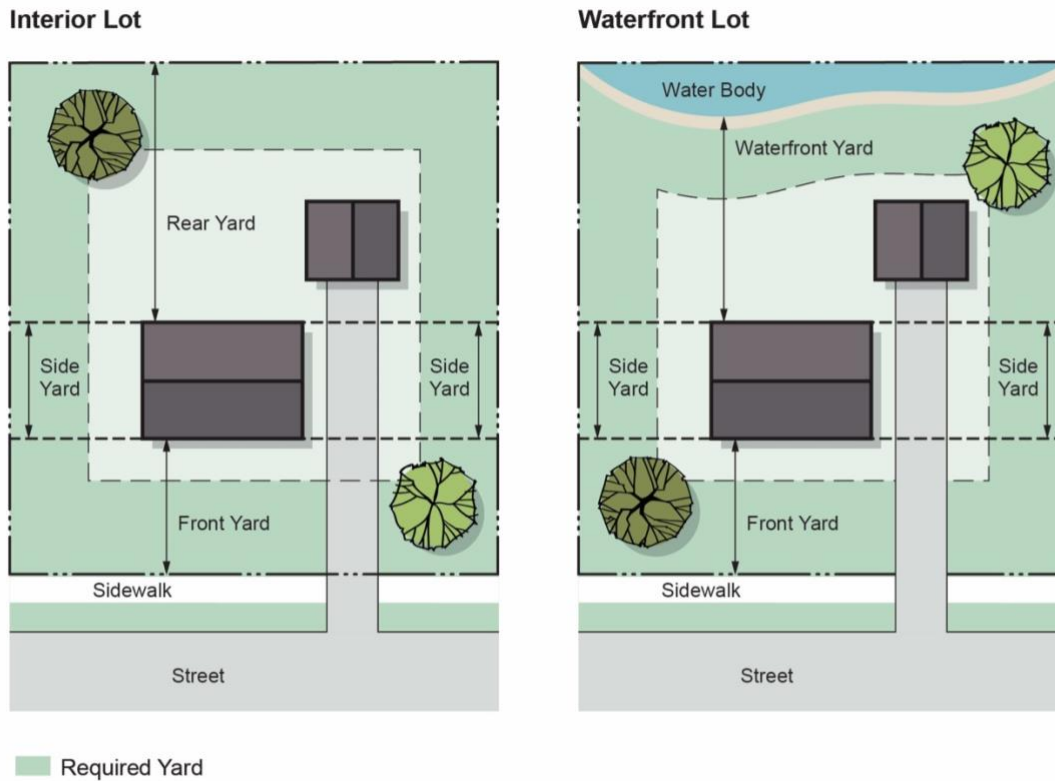 Interior Lot
Rear Yard
Side
Yard
Side
Yard
Front Yard
Sidewalk
Street
Waterfront Lot
Water Body
Waterfront Yard
Side
Yard
Side
Yard
Front Yard
Sidewalk
Street
Required Yard